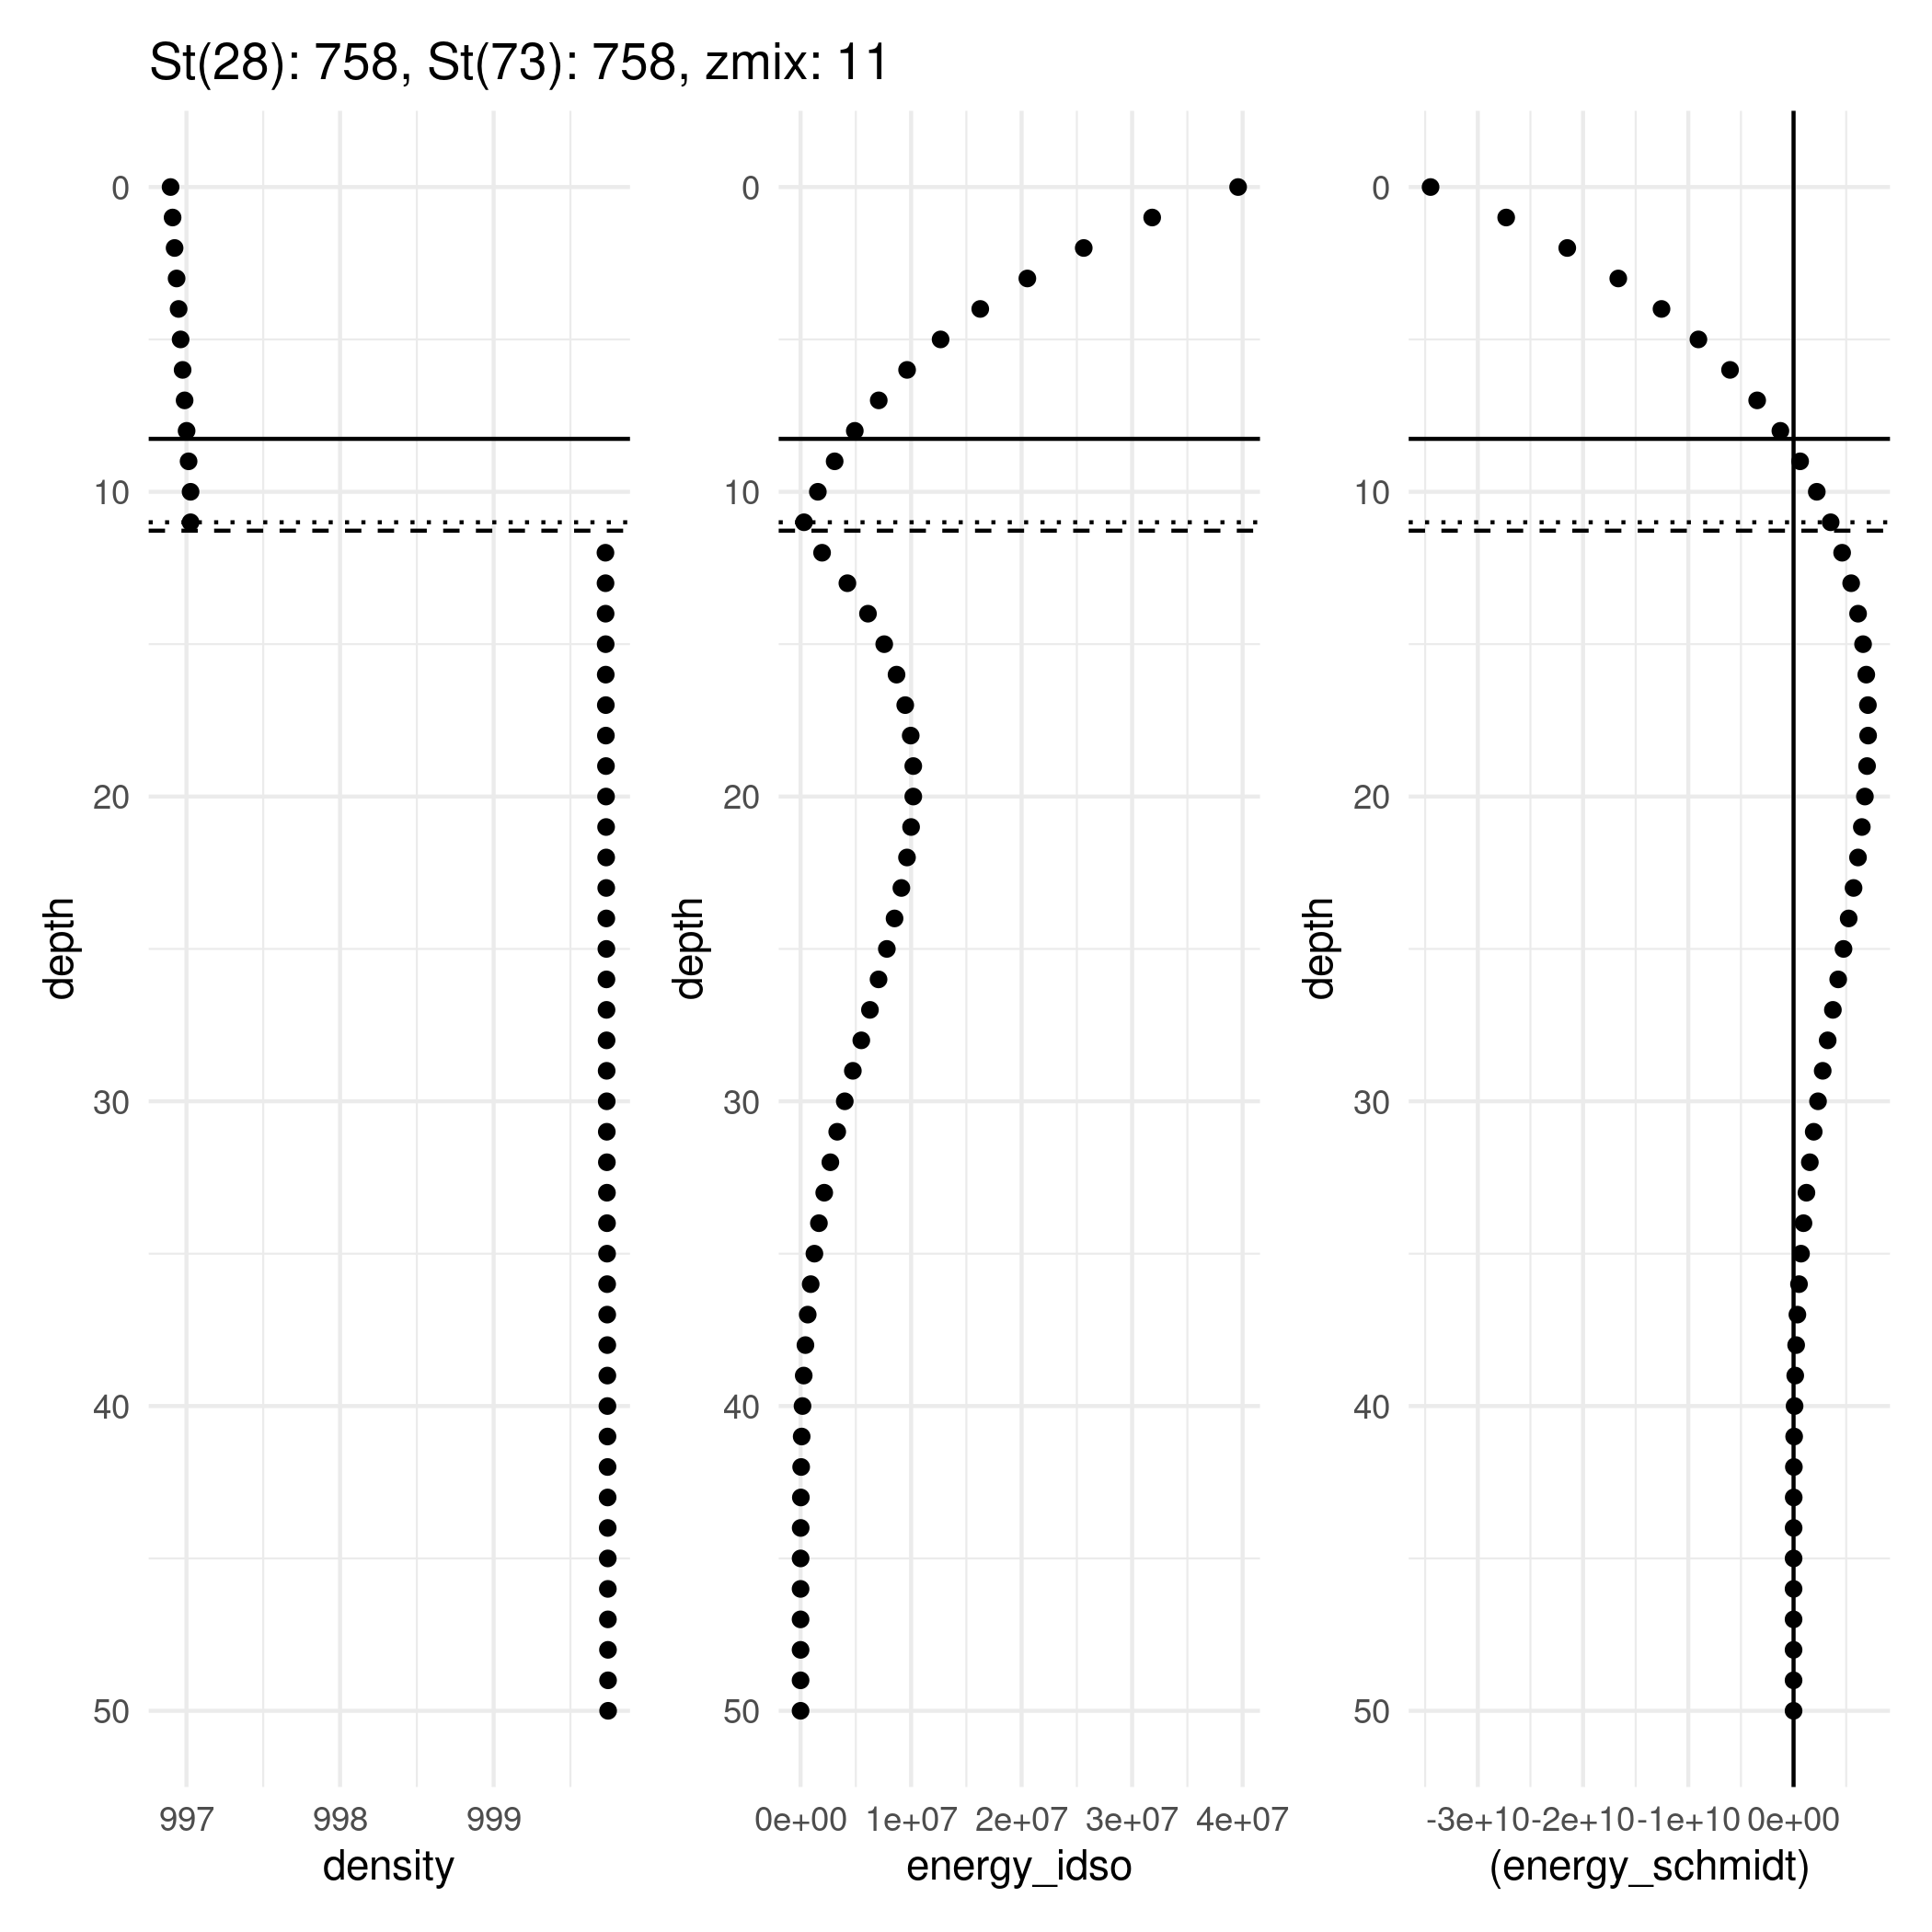 St(28): 758, St(73): 758, zmix: 11
0
10
20
30
40
50
depth
997
998
999
density
0
10
20
30
40
50
depth
0e+00
1e+07
2e+07
3e+07
4e+07
energy_idso
0
10
20
30
40
50
depth
-3e+10
-2e+10
-1e+10
0e+00
(energy_schmidt)